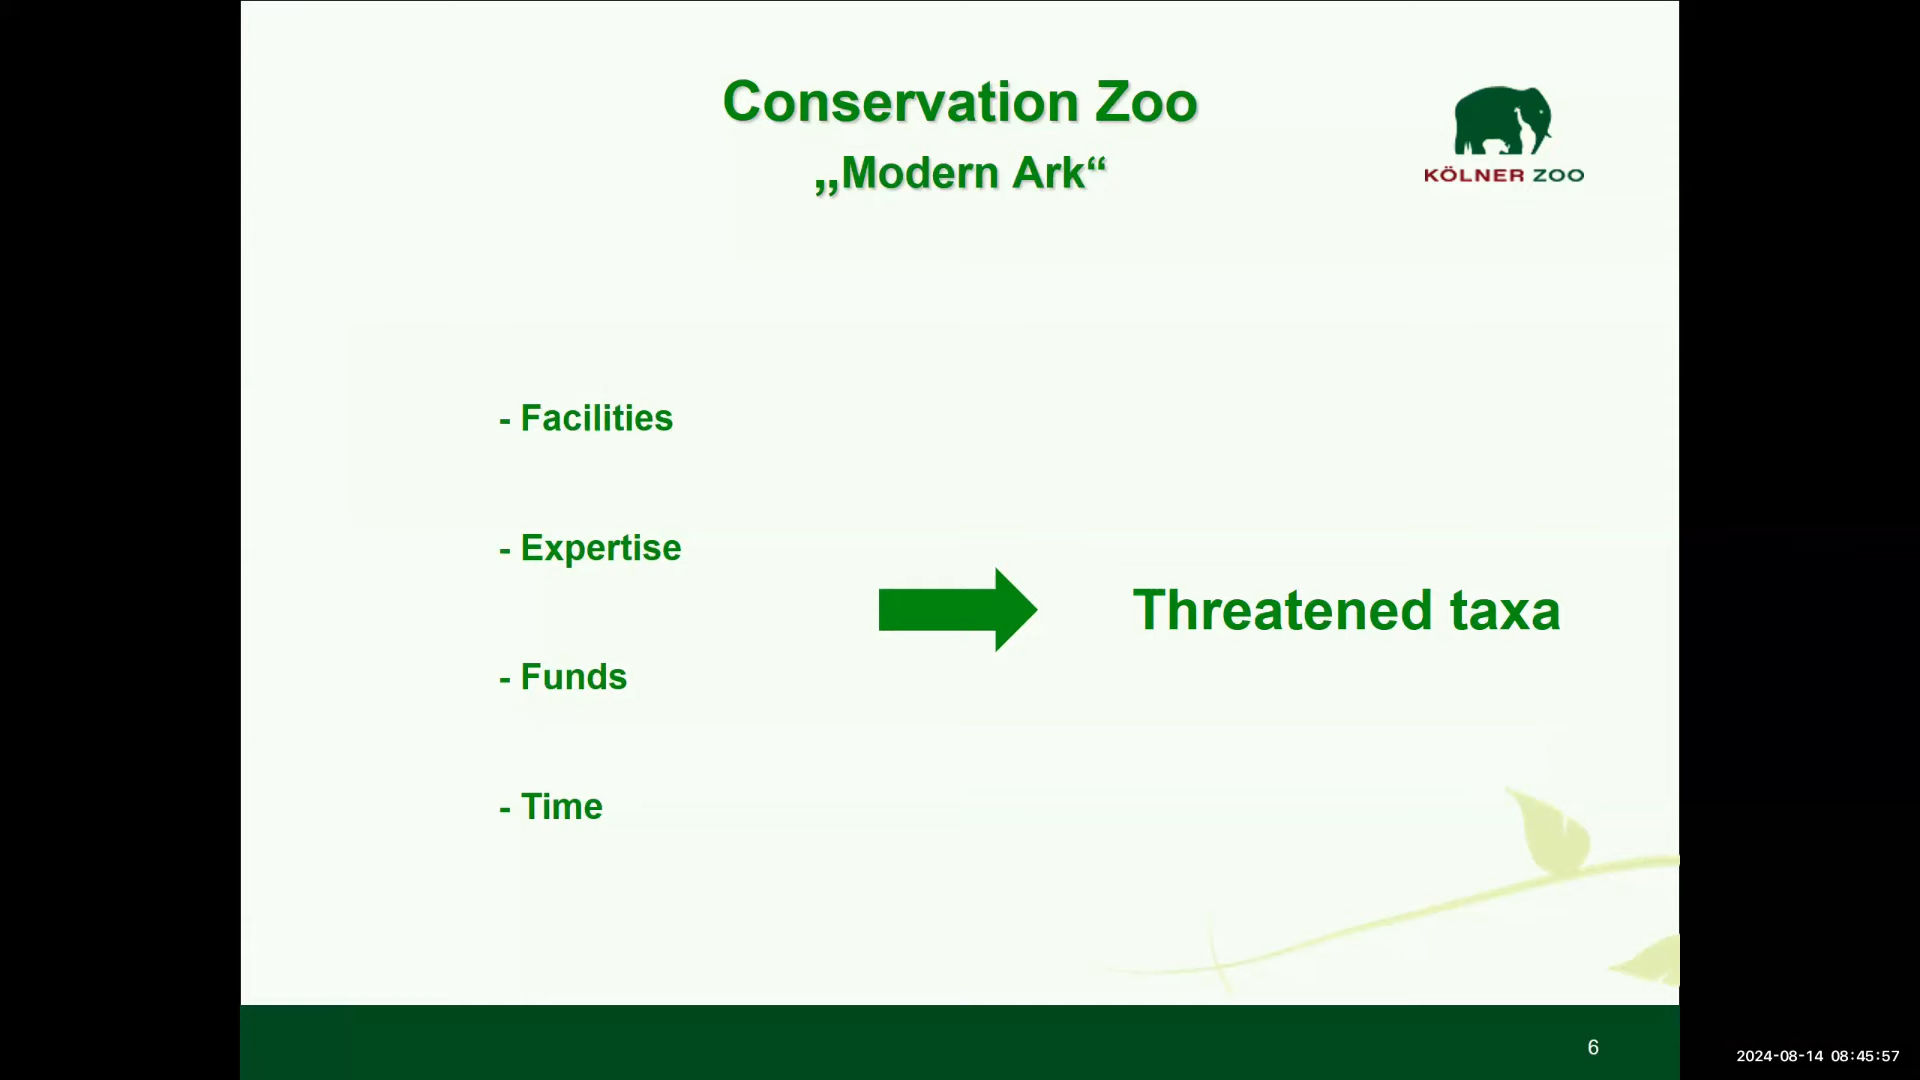 Conservation Zoo
„Modern Ark“
KÖLNER ZOO
- Facilities
- Expertise
- Funds
- Time
Threatened taxa
6
2024-08-14 08:45:57